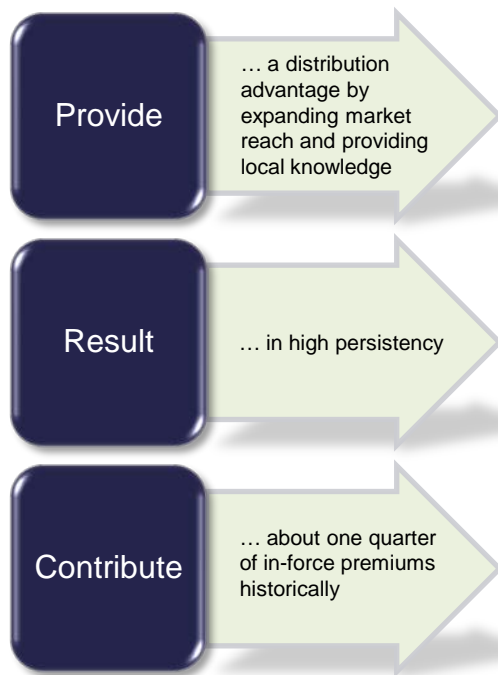 Provide
… a distribution
advantage by
expanding market
reach and providing
local knowledge
Result
… in high persistency
Contribute
… about one quarter
of in-force premiums
historically